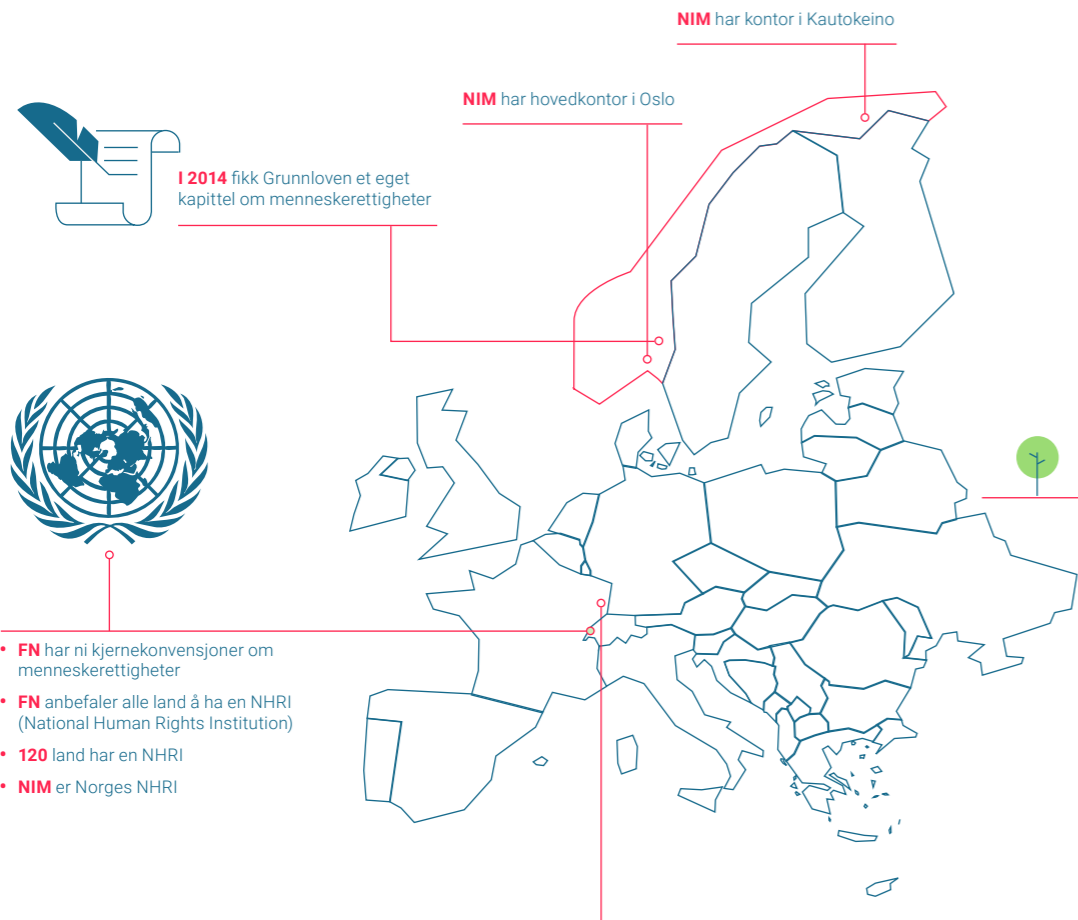 NIM har kontor i Kautokeino
NIM har hovedkontor i Oslo
I 2014 fikk Grunnloven et eget
kapittel om menneskerettigheter
• FN har ni kjernekonvensjoner om
menneskerettigheter
• FN anbefaler alle land å ha en NHRI
(National Human Rights Institution)
• 120 land har en NHRI
• NIM er Norges NHRI